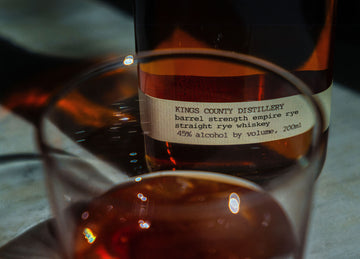 KINGS COUNTY DISTILLERY
barrel strength empire rye
straight rye whiskey
45% alcohol by volume, 200ml